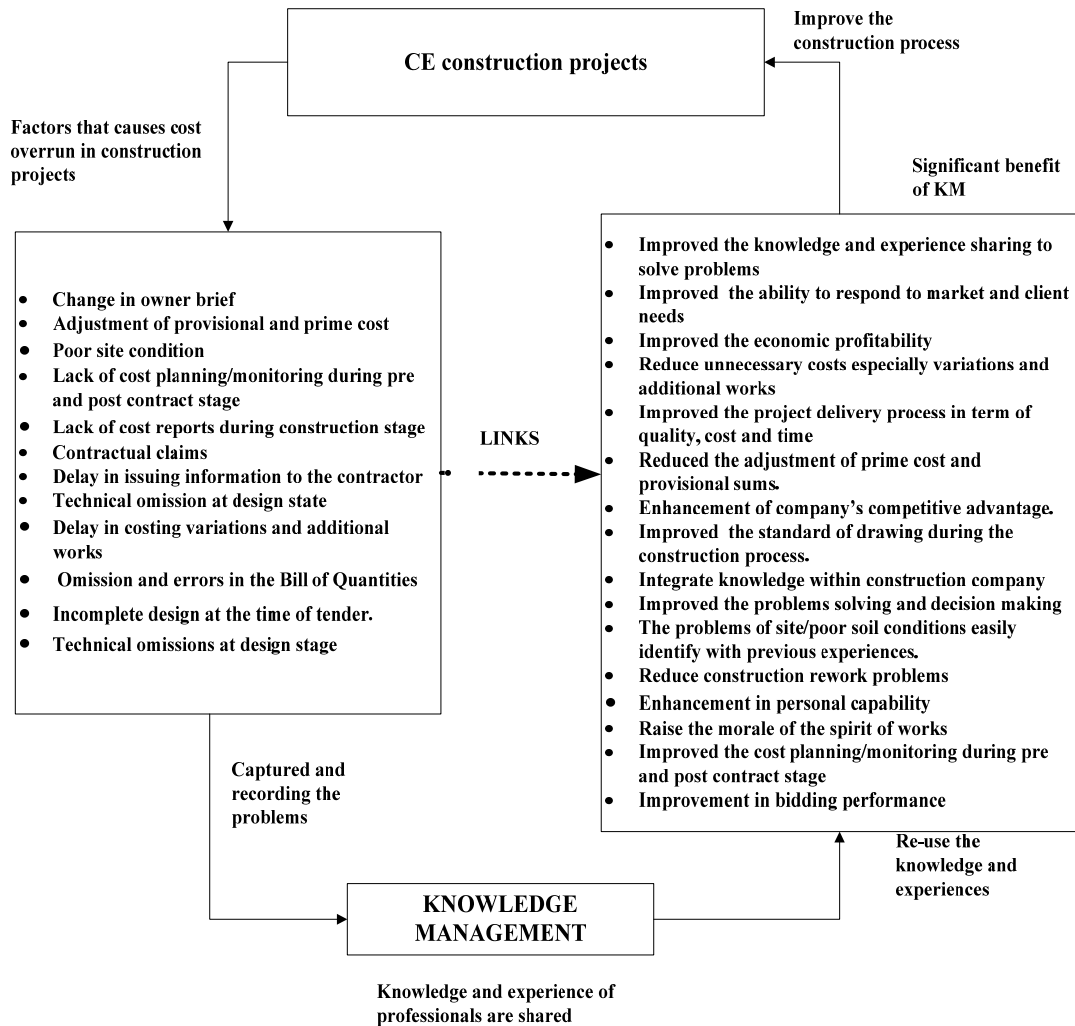 Improve the
construction process
CE construction projects
Factors that causes cost
overrun in construction
projects
Significant benefit
of KM
• Change in owner brief
• Adjustment of provisional and prime cost
• Poor site condition
• Lack of cost planning/monitoring during pre
and post contract stage
• Lack of cost reports during construction stage
• Contractual claims
• Delay in issuing information to the contractor
• Technical omission at design state
• Delay in costing variations and additional
works
• Omission and errors in the Bill of Quantities
• Incomplete design at the time of tender.
• Technical omissions at design stage
LINKS
• Improved the knowledge and experience sharing to
solve problems
• Improved the ability to respond to market and client
needs
• Improved the economic profitability
• Reduce unnecessary costs especially variations and
additional works
• Improved the project delivery process in term of
quality, cost and time
• Reduced the adjustment of prime cost and
provisional sums.
• Enhancement of company's competitive advantage.
• Improved the standard of drawing during the
construction process.
• Integrate knowledge within construction company
• Improved the problems solving and decision making
• The problems of site/poor soil conditions easily
identify with previous experiences.
• Reduce construction rework problems
• Enhancement in personal capability
• Raise the morale of the spirit of works
• Improved the cost planning/monitoring during pre
and post contract stage
• Improvement in bidding performance
Captured and
recording the
problems
Re-use the
knowledge and
experiences
KNOWLEDGE
MANAGEMENT
Knowledge and experience of
professionals are shared